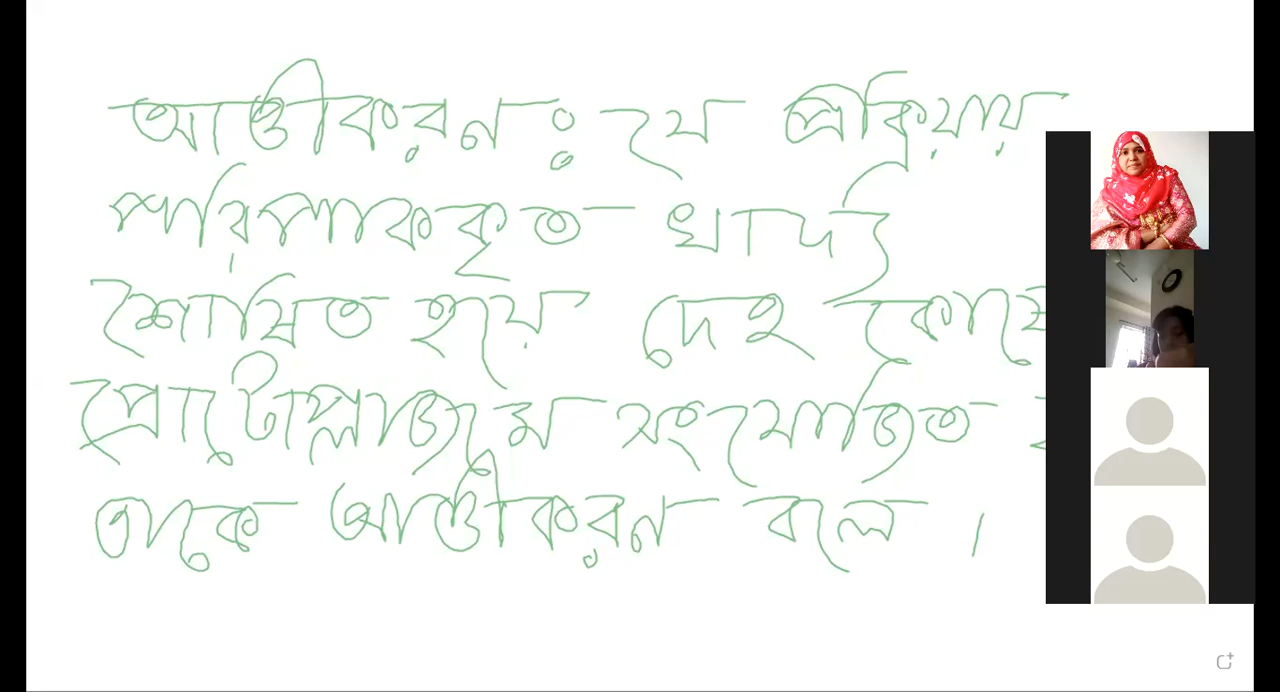 আত্তীকরণ ঃ যে প্রক্রিয়ায়
পরিপাককৃত খাদ্য
শোষিত হয়ে দেহ কোষে
প্রোটোপ্লাজমে সংযোজিত
তাকে আত্তীকরণ বলে ।